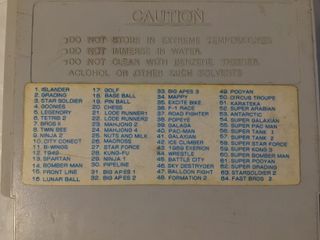 CAUTION
DO NOT STORE IN EXTREME TEMPERATURES
DO NOT IMMERSE IN WATER
DO NOT CLEAN WITH BENZENE, THINNER
ACLOHOL OR OTHER SUCH SOLVENTS
1. ISLANDER
2. GRADING
3. STAR SOLDIER
4. GOONIES
5. LEGENDRY
6. TETRIS 2
7. BROS II
8. TWIN BEE
9. NINJA 2
10. CITY CONECT
11. B-WINGS
12. 1942
13. SPARTAN
14. BOMBER MAN
15. FRONT LINE
16. LUNAR BALL
17. GOLF
18. BASE BALL
19. PIN BALL
20. CHESS
21. LODE RUNNER1
22. LODE RUNNER2
23. MAHJONG 2
24. MAHJONG 4
25. NUTS AND MILK
26. MACROSS
27. STAR FORCE
28. KUNG-FU
29. NINJA 1
30. PIPELINE
31. BIG APES 1
32. BIG APES 2
33. BIG APES 3
34. MAPPY
35. EXCITE BIKE
36. F-1 RACE
37. ROAD FIGHTER
38. POPEYE
39. GALAGA
40. PAC-MAN
41. GALAXIAN
42. ICE CLIMBER
43. 1989 EXERION
44. WRESTLE
45. BATTLE CITY
46. SKY DESTROYER
47. BALLOON FIGHT
48. FORMATION Z
49. POOYAN
50. CIRCUS TROUPE
51. KARATEKA
52. SUPER ARABIAN
53. ANTARCTIC
54. SUPER GALAXIAN
55. SUPER PAC-MAN
56. SUPER TANK 1
57. SUPER TANK 2
58. SUPER STAR FORCE
59. SUPER KONG 3
60. SUPER BOMBER MAN
61. SUPER POOYAN
62. GRADING
63. STARSOLDIER 2
64. FAST BROS 2